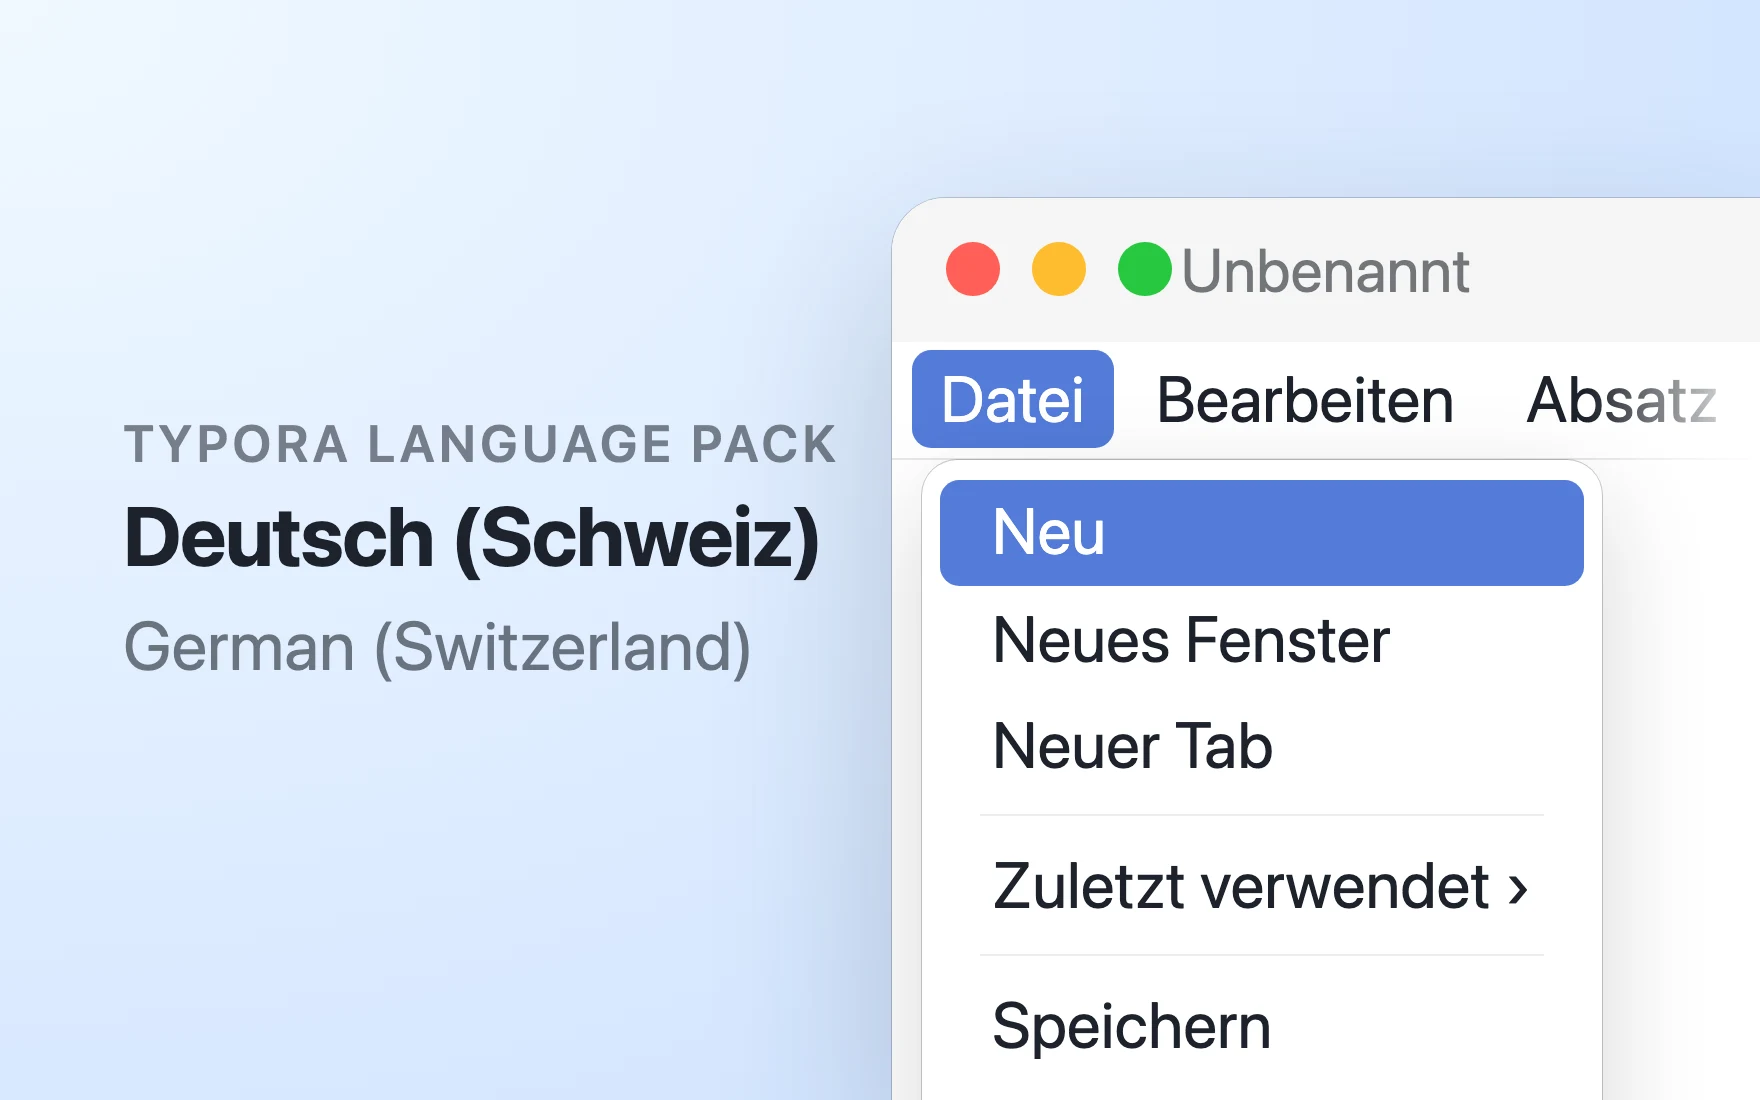 TYPORA LANGUAGE PACK
Deutsch (Schweiz)
German (Switzerland)
Unbenannt
Datei Bearbeiten Absatz
Neu
Neues Fenster
Neuer Tab
Zuletzt verwendet ›
Speichern